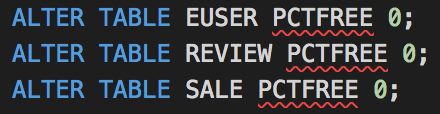 ALTER TABLE EUSER PCTFREE 0;
ALTER TABLE REVIEW PCTFREE 0;
ALTER TABLE SALE PCTFREE 0;